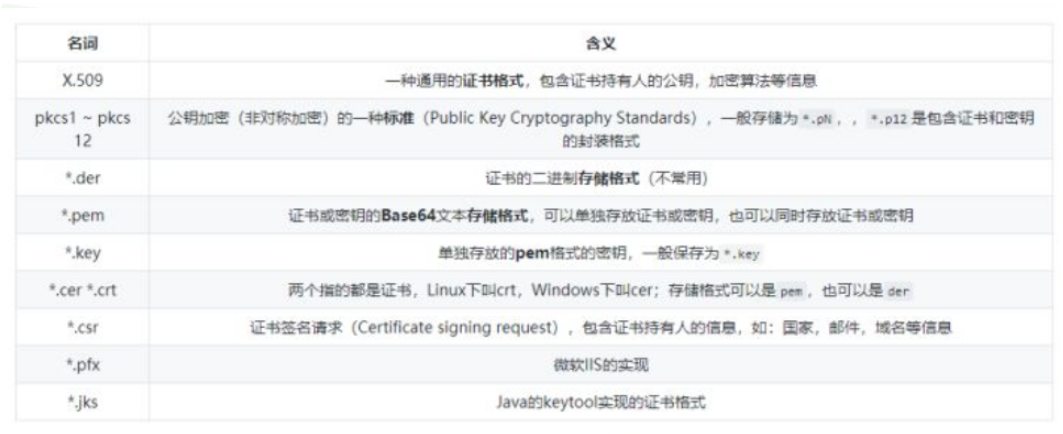 名词 含义
X.509 一种通用的证书格式，包含证书持有人的公钥，加密算法等信息
pkcs1 ~ pkcs 公钥加密（非对称加密）的一种标准（Public Key Cryptography Standards），一般存储为 *.pN，，*.p12 是包含证书和密钥
12 的封装格式
*.der 证书的二进制存储格式（不常用）
*.pem 证书或密钥的Base64文本存储格式，可以单独存放证书或密钥，也可以同时存放证书或密钥
*.key 单独存放的pem格式的密钥，一般保存为 *.key
*.cer *.crt 两个指的都是证书，Linux下叫crt，Windows下叫cer；存储格式可以是 pem，也可以是 der
*.csr 证书签名请求（Certificate signing request），包含证书持有人的信息，如：国家，邮件，域名等信息
*.pfx 微软IIS的实现
*.jks Java的keytool实现的证书格式